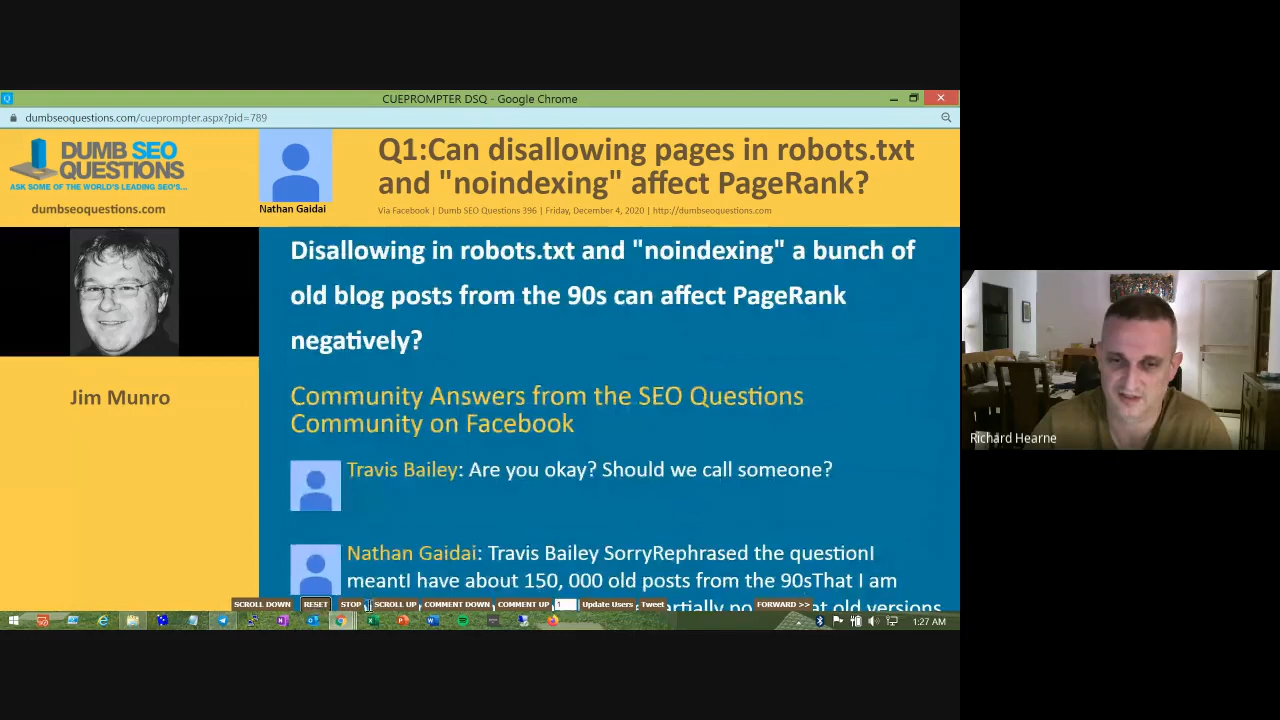 CUEPROMPTER DSQ - Google Chrome
dumbseoquestions.com/cueprompter.aspx?pid=789
DUMB SEO
QUESTIONS
ASK SOME OF THE WORLD'S LEADING SEO'S...
dumbseoquestions.com
Nathan Gaidai
Q1:Can disallowing pages in robots.txt
and "noindexing" affect PageRank?
Via Facebook | Dumb SEO Questions 396 | Friday, December 4, 2020 | http://dumbseoquestions.com
Jim Munro
Disallowing in robots.txt and "noindexing" a bunch of
old blog posts from the 90s can affect PageRank
negatively?
Community Answers from the SEO Questions
Community on Facebook
Travis Bailey: Are you okay? Should we call someone?
Nathan Gaidai: Travis Bailey SorryRephrased the questionI
meantI have about 150, 000 old posts from the 90sThat I am
old versions
SCROLL DOWN RESET STOP SCROLL UP COMMENT DOWN COMMENT UP 1 Update Users Tweet FORWARD >>
1:27 AM
Richard Hearne